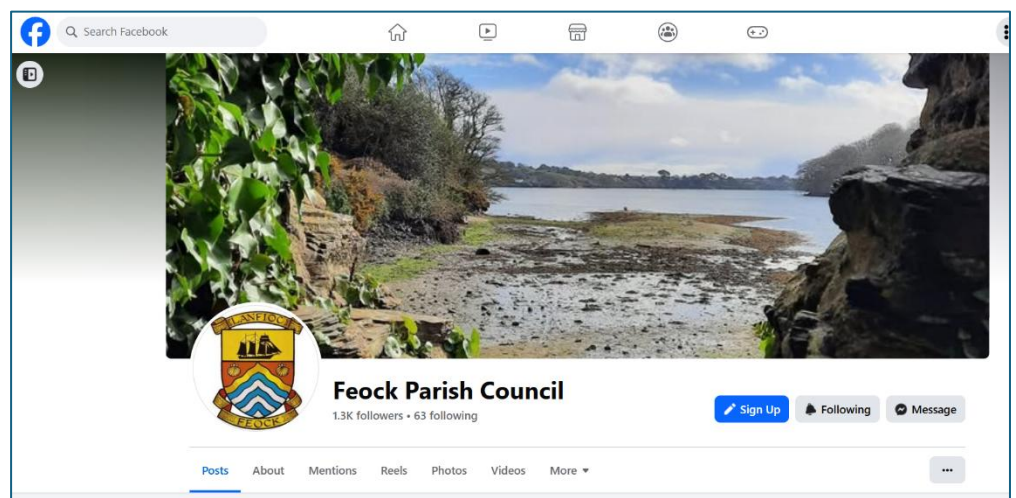 Search Facebook
LANFIOCK
FEOCK
Feock Parish Council
1.3K followers • 63 following
Sign Up
Following
Message
Posts About Mentions Reels Photos Videos More